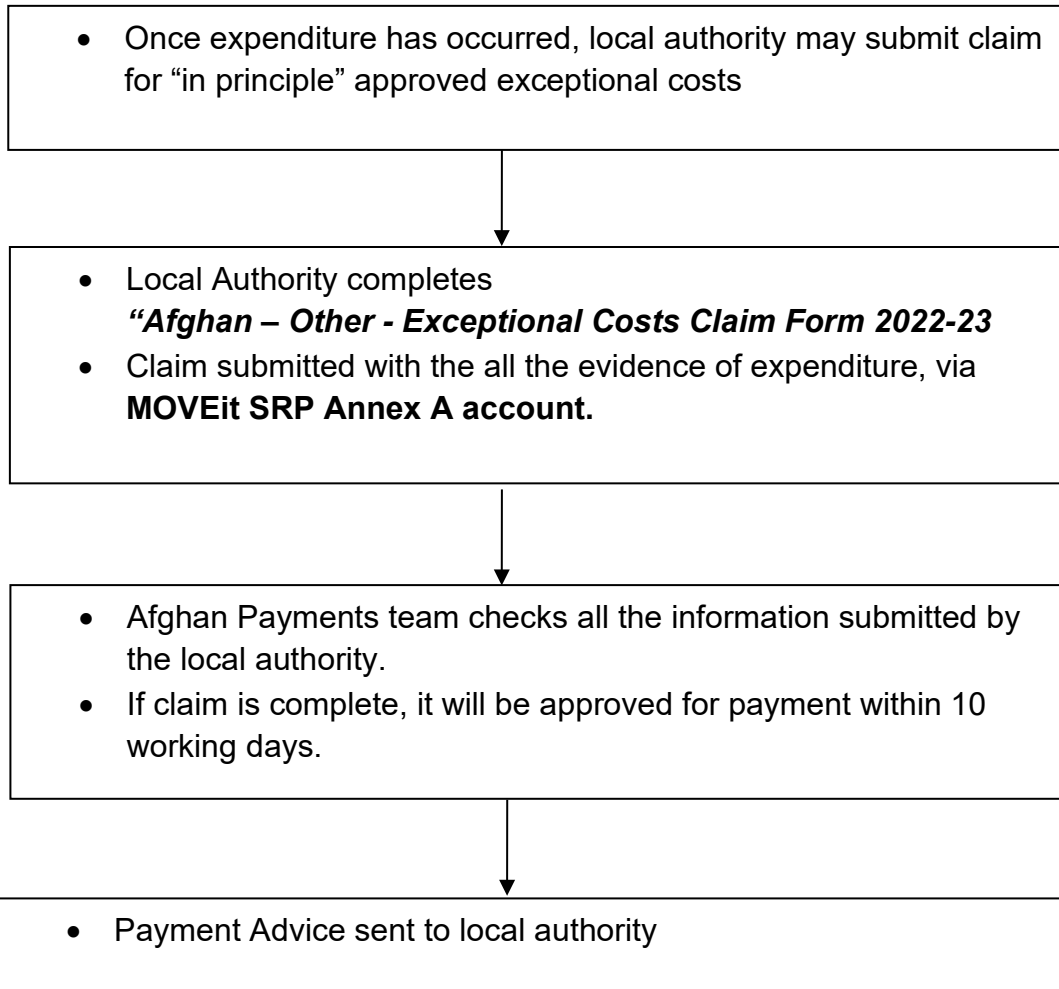 • Once expenditure has occurred, local authority may submit claim
for “in principle” approved exceptional costs
• Local Authority completes
“Afghan – Other - Exceptional Costs Claim Form 2022-23
• Claim submitted with the all the evidence of expenditure, via
MOVEit SRP Annex A account.
• Afghan Payments team checks all the information submitted by
the local authority.
• If claim is complete, it will be approved for payment within 10
working days.
• Payment Advice sent to local authority